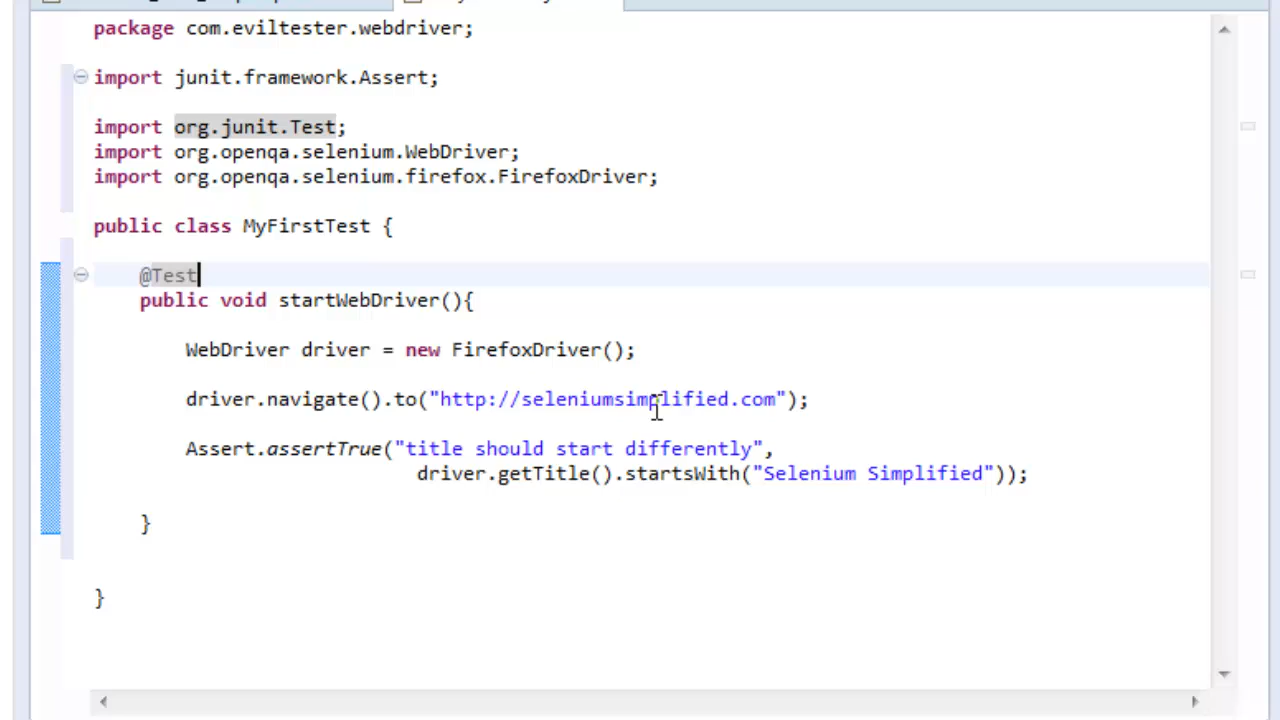 package com.eviltester.webdriver;
import junit.framework.Assert;
import org.junit.Test;
import org.openqa.selenium.WebDriver;
import org.openqa.selenium.firefox.FirefoxDriver;
public class MyFirstTest {
@Test
public void startWebDriver(){
WebDriver driver = new FirefoxDriver();
driver.navigate().to("http://seleniumsimplified.com");
Assert.assertTrue("title should start differently",
driver.getTitle().startsWith("Selenium Simplified"));
}
}